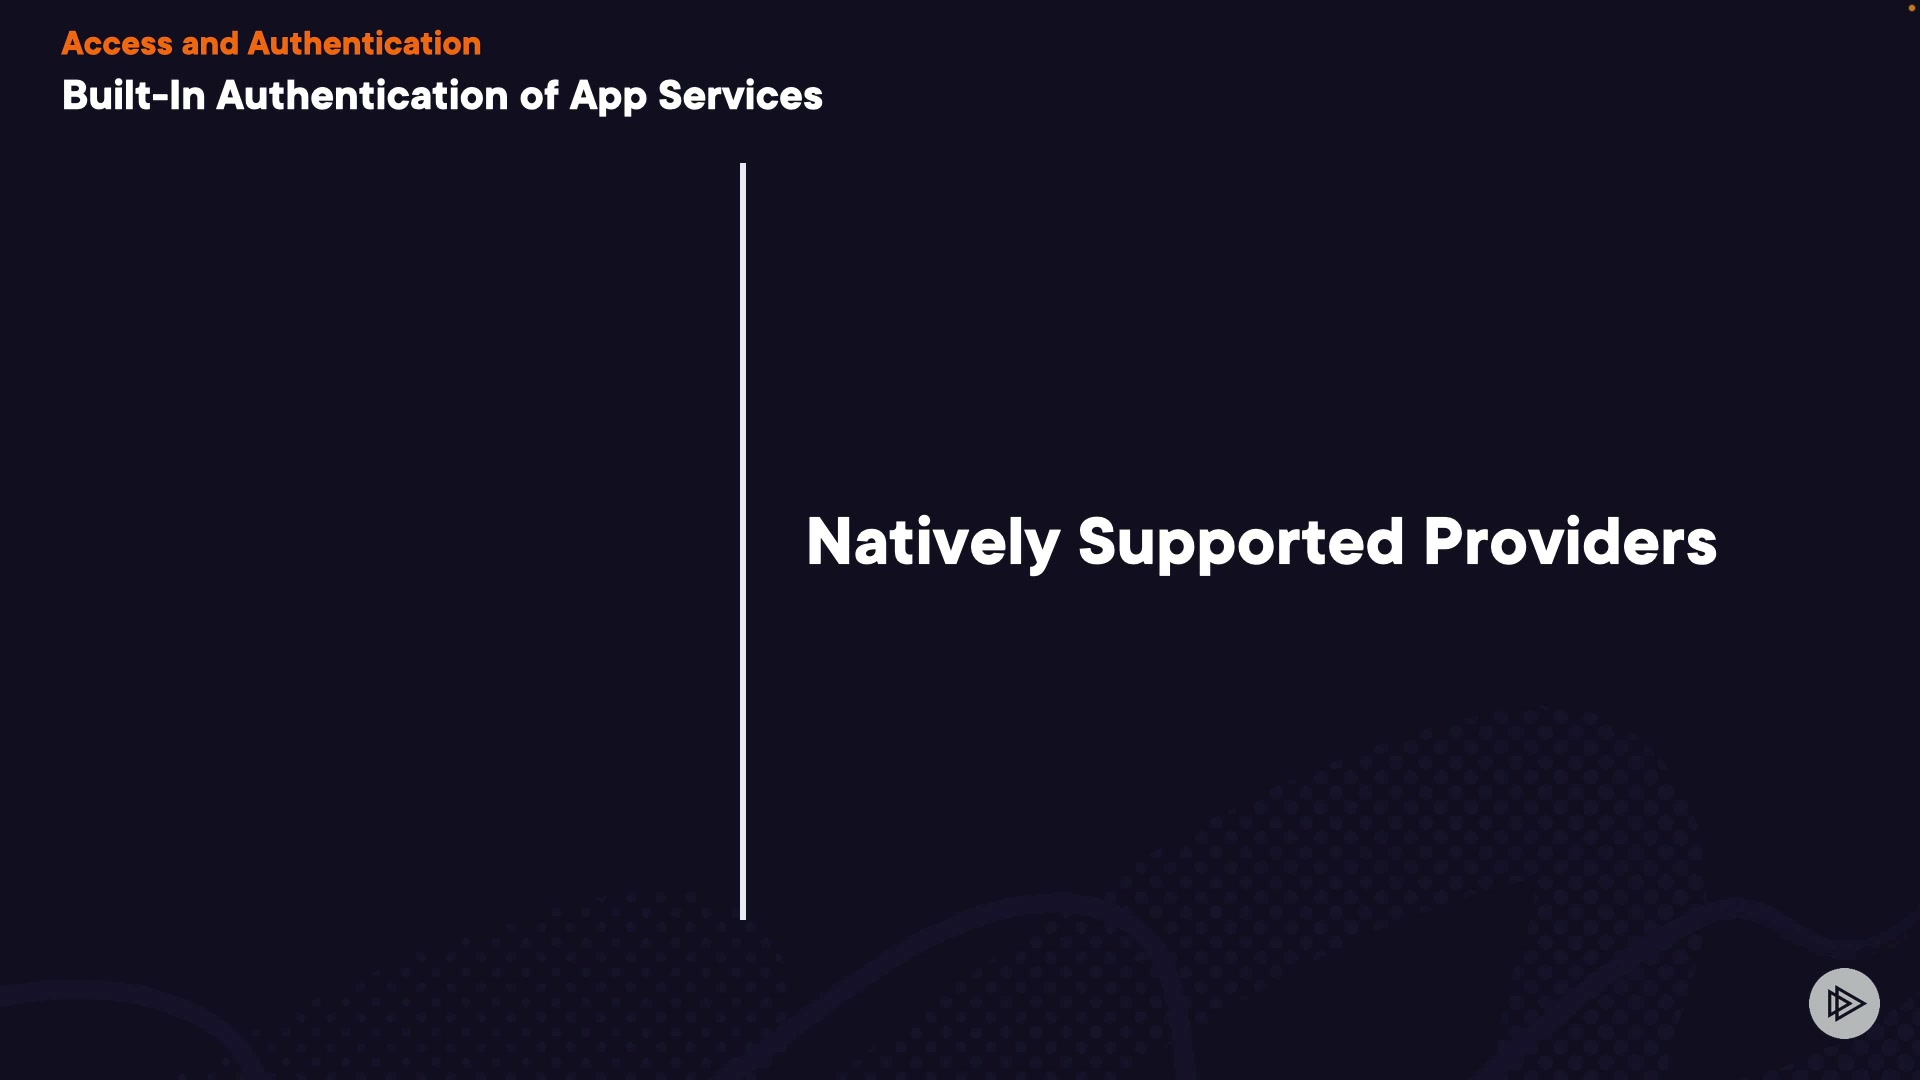 Access and Authentication
Built-In Authentication of App Services
Natively Supported Providers